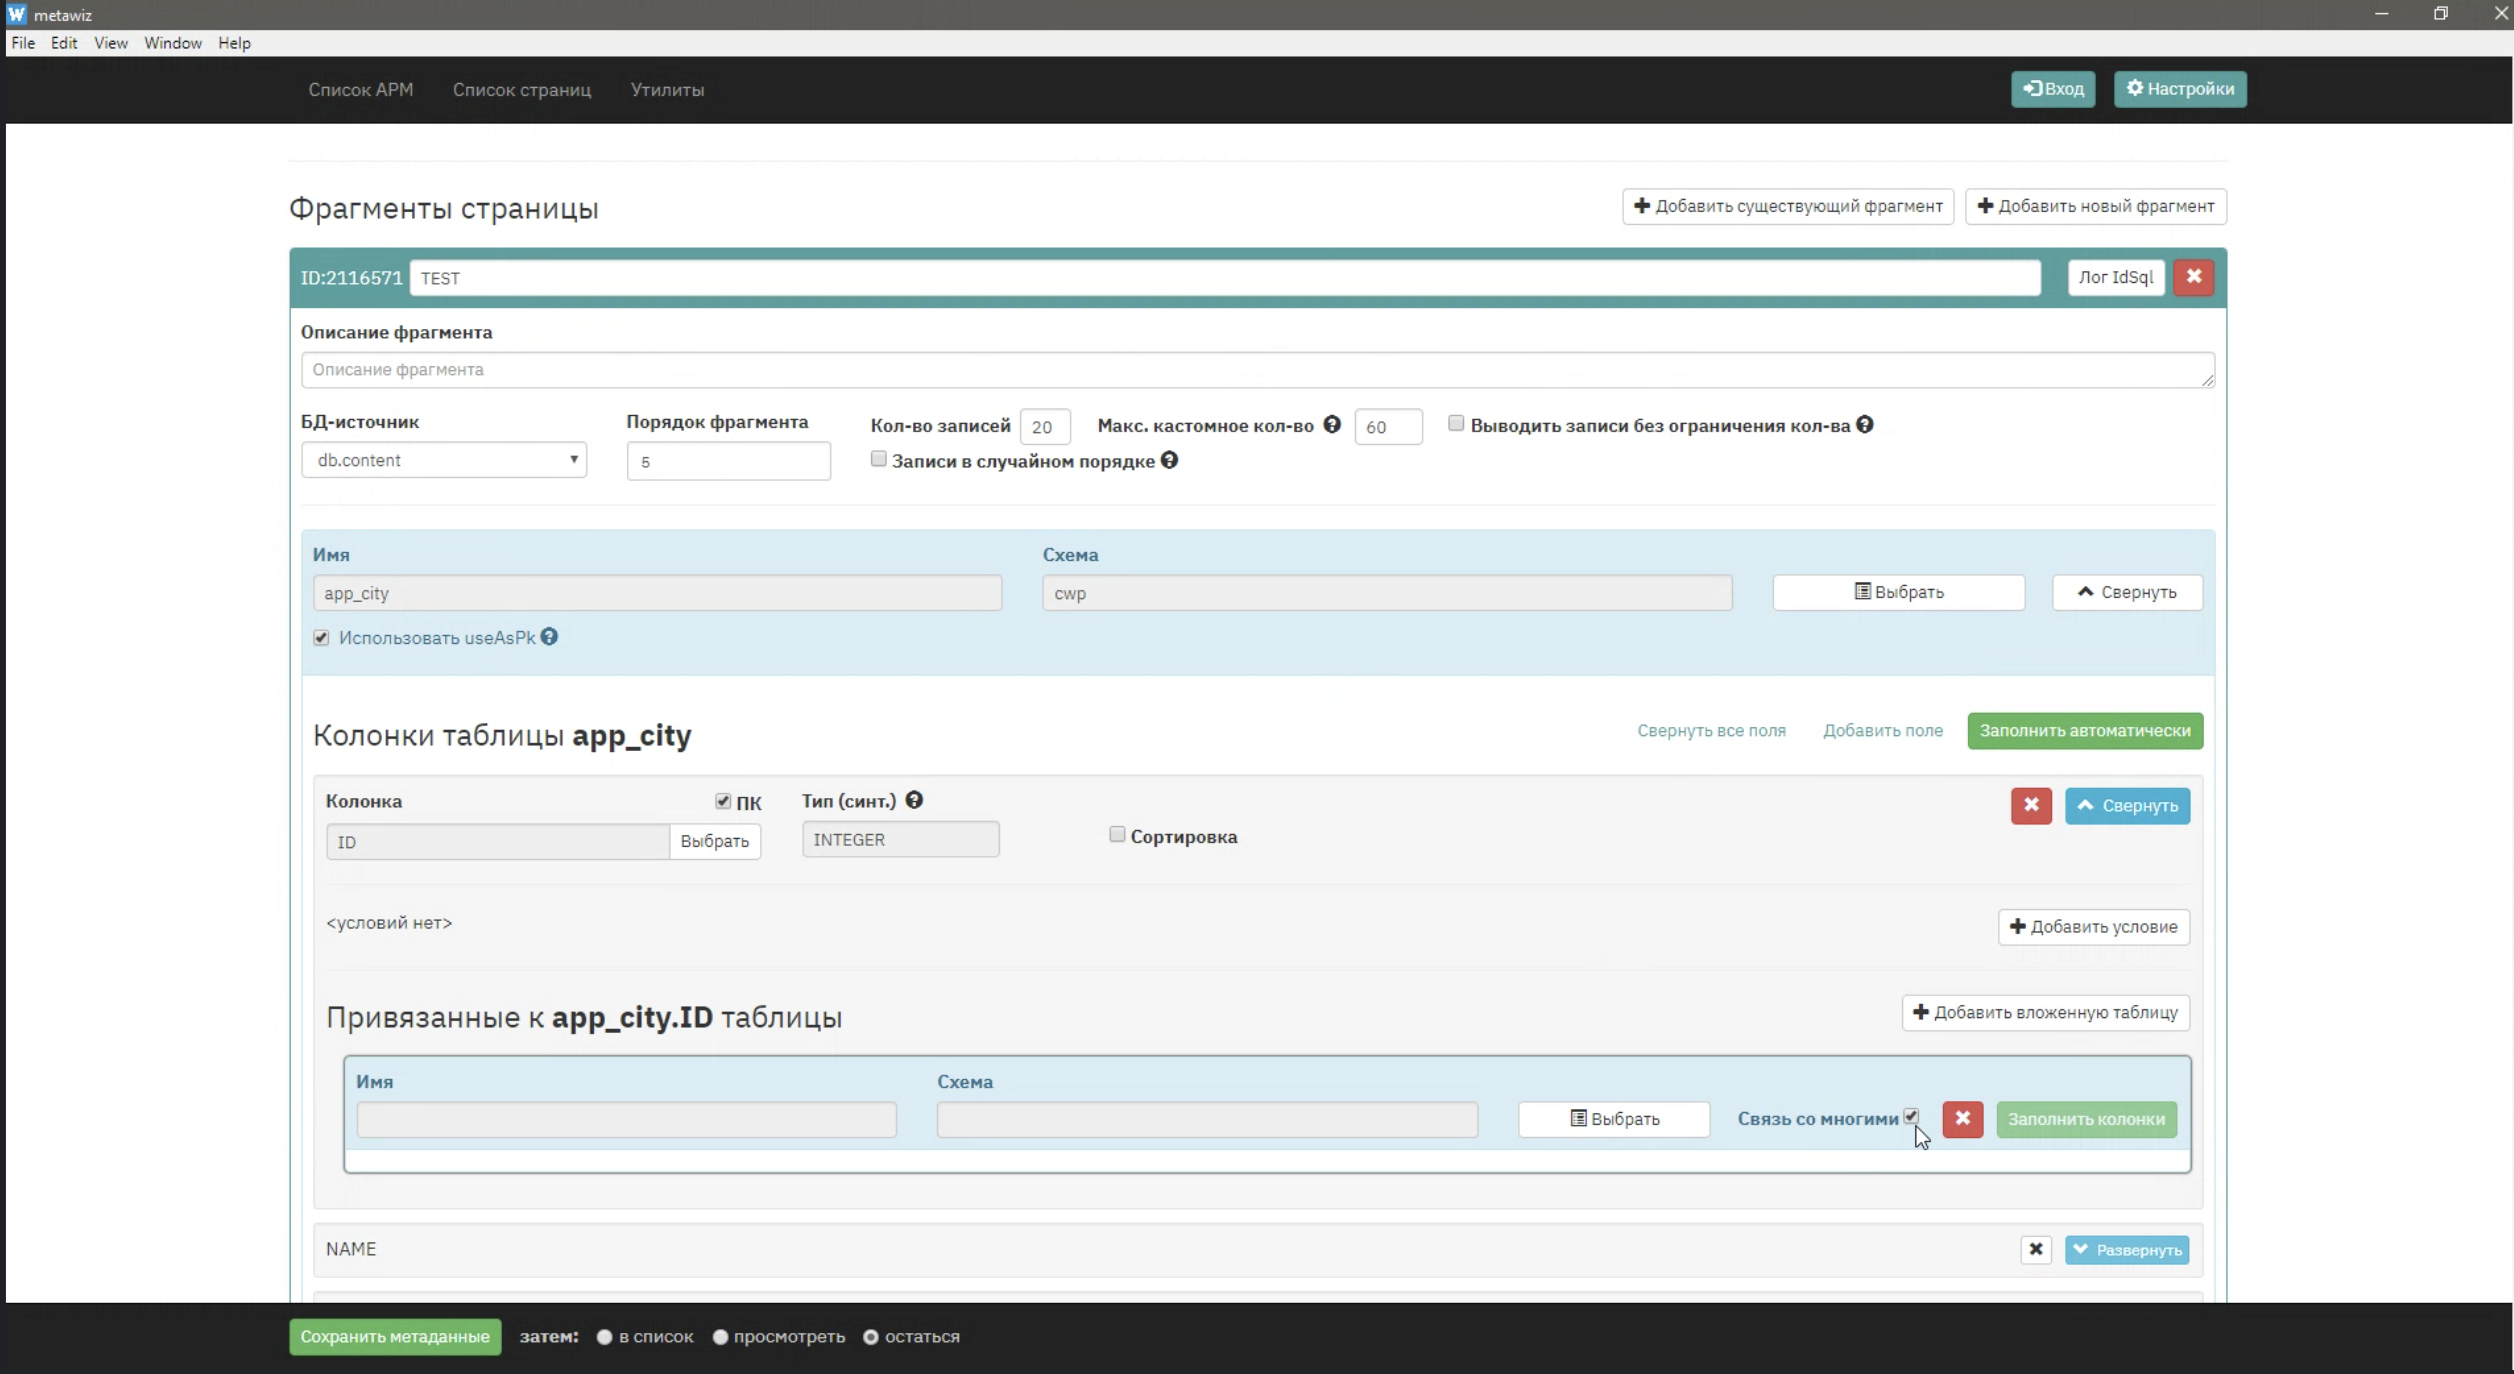 W metawiz
File Edit View Window Help
Список АРМ Список страниц Утилиты Вход Настройки
Фрагменты страницы Добавить существующий фрагмент Добавить новый фрагмент
ID:2116571 TEST Лог IdSql
Описание фрагмента
Описание фрагмента
БД-источник Порядок фрагмента Кол-во записей 20 Макс. кастомное кол-во 60 Выводить записи без ограничения кол-ва
db.content 5 Записи в случайном порядке
Имя Схема
app_city cwp Выбрать Свернуть
Использовать useAsPk
Колонки таблицы app_city Свернуть все поля Добавить поле Заполнить автоматически
Колонка ПК Тип (синт.) Свернуть
ID Выбрать INTEGER Сортировка
<условий нет> Добавить условие
Привязанные к app_city.ID таблицы Добавить вложенную таблицу
Имя Схема
Выбрать Связь со многими Заполнить колонки
NAME Развернуть
Сохранить метаданные затем: в список просмотреть остаться